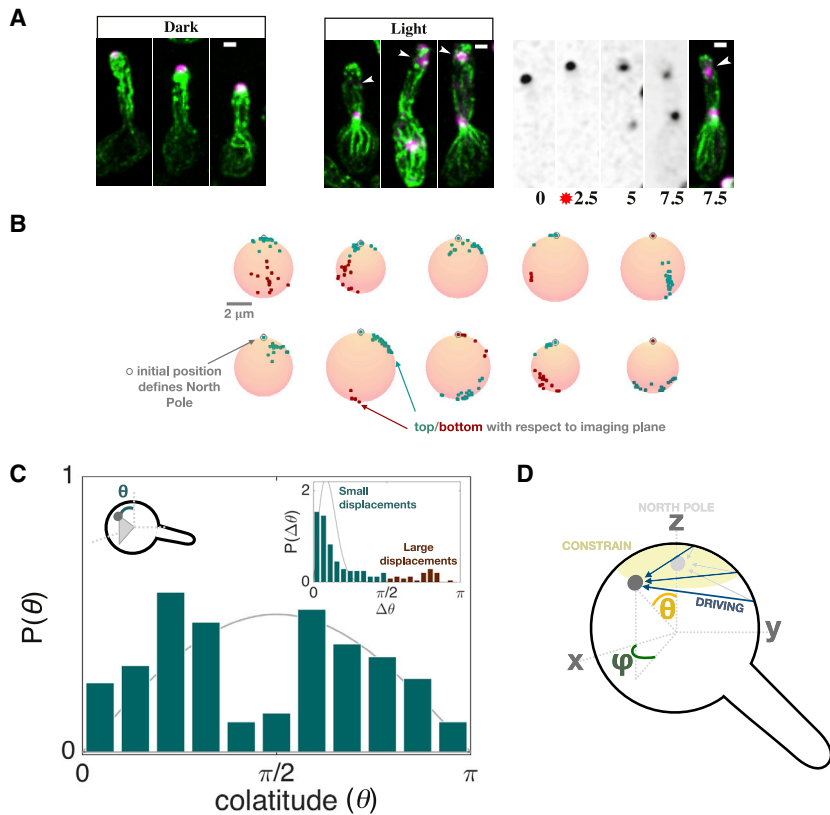 A
Dark
Light
0
2.5
5
7.5
7.5
B
2 μm
initial position
defines North
Pole
top/bottom with respect to imaging plane
C
1
0
P(θ)
0
π/2
π
colatitude (θ)
θ
2
0
P(Δθ)
Small
displacements
Large
displacements
0
π/2
π
Δθ
D
NORTH POLE
z
CONSTRAIN
DRIVING
θ
y
x
φ